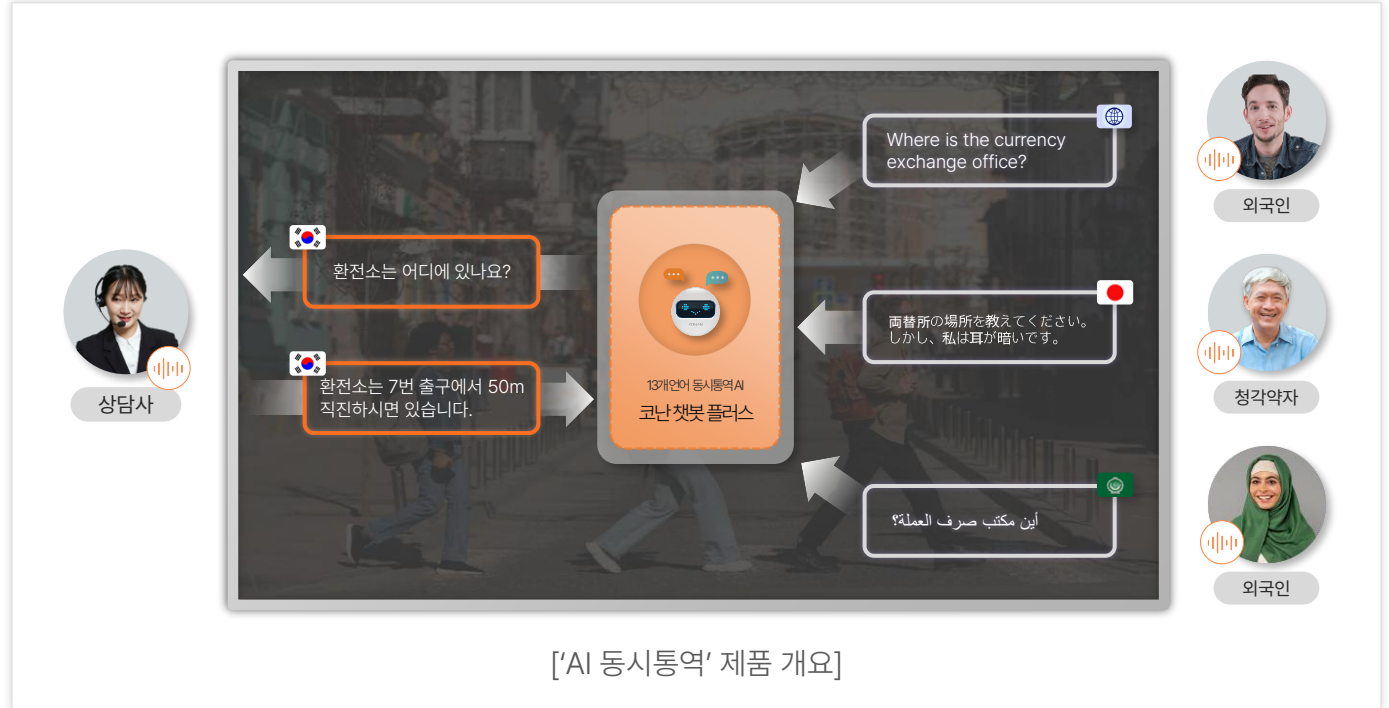 Where is the currency
exchange office?
외국인
환전소는 어디에 있나요?
両替所の場所を教えてください。
しかし、私は耳が暗いです。
13개 언어 동시통역 AI
코난 챗봇 플러스
환전소는 7번 출구에서 50m
직진하시면 있습니다.
상담사
청각약자
أين مكتب صرف العملة؟
외국인
['AI 동시통역' 제품 개요]